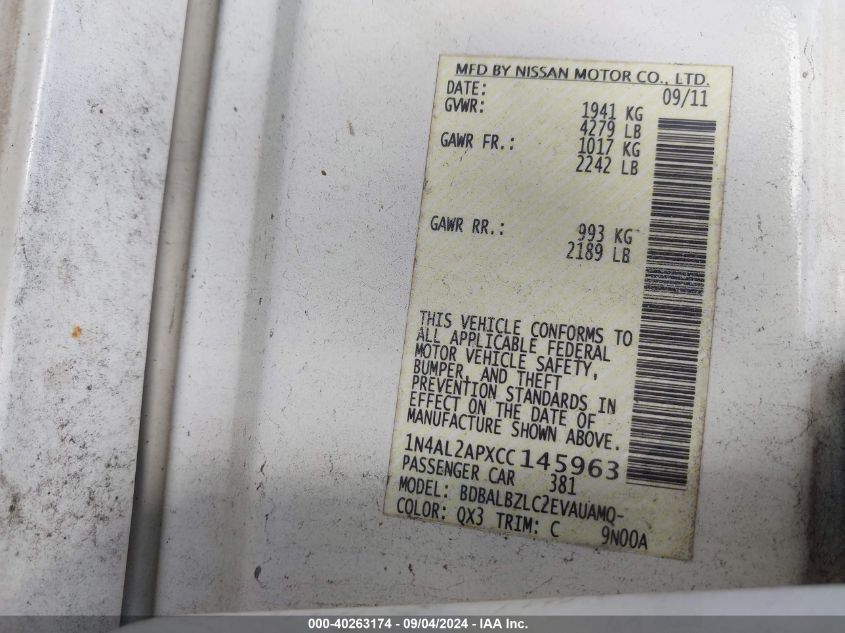 MFD BY NISSAN MOTOR CO., LTD.
DATE: 09/11
GVWR: 1941 KG
4279 LB
GAWR FR.: 1017 KG
2242 LB
GAWR RR.: 993 KG
2189 LB
THIS VEHICLE CONFORMS TO
ALL APPLICABLE FEDERAL
MOTOR VEHICLE SAFETY,
BUMPER, AND THEFT
PREVENTION STANDARDS IN
EFFECT ON THE DATE OF
MANUFACTURE SHOWN ABOVE.
1N4AL2APXCC145963
PASSENGER CAR 381
MODEL: BDBALBZLC2EVAUAMQ-
COLOR: QX3 TRIM: C 9N00A
000-40263174 - 09/04/2024 - IAA Inc.